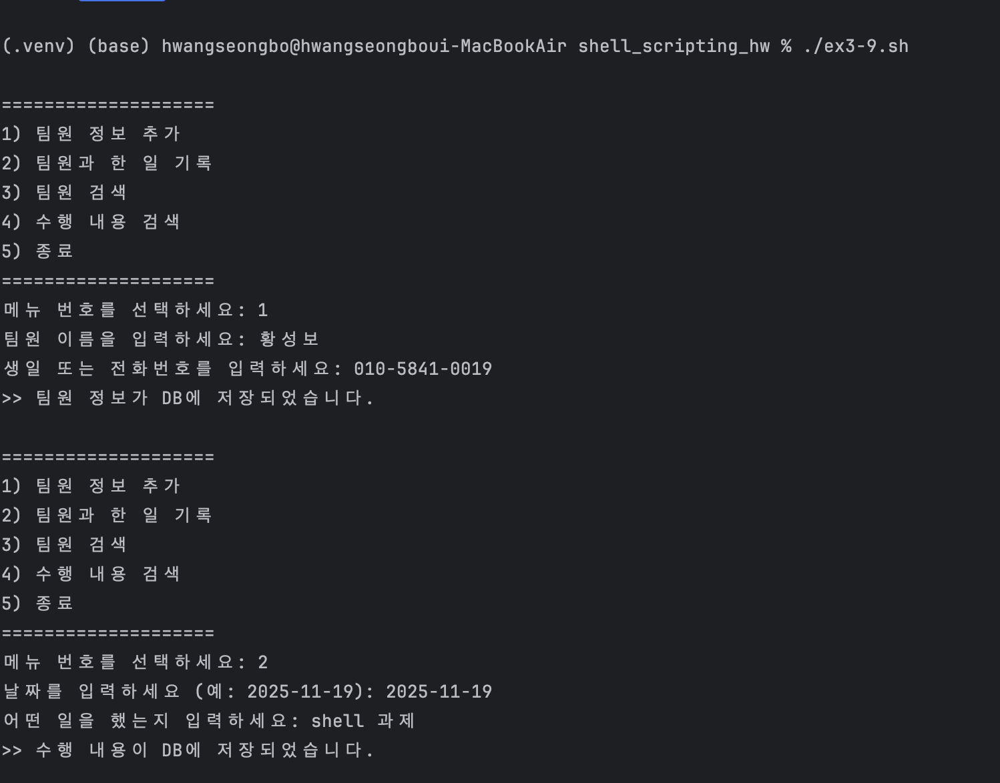 (.venv) (base) hwangseongbo@hwangseongboui-MacBookAir shell_scripting_hw % ./ex3-9.sh
====================
1) 팀원 정보 추가
2) 팀원과 한 일 기록
3) 팀원 검색
4) 수행 내용 검색
5) 종료
====================
메뉴 번호를 선택하세요: 1
팀원 이름을 입력하세요: 황성보
생일 또는 전화번호를 입력하세요: 010-5841-0019
>> 팀원 정보가 DB에 저장되었습니다.
====================
1) 팀원 정보 추가
2) 팀원과 한 일 기록
3) 팀원 검색
4) 수행 내용 검색
5) 종료
====================
메뉴 번호를 선택하세요: 2
날짜를 입력하세요 (예: 2025-11-19): 2025-11-19
어떤 일을 했는지 입력하세요: shell 과제
>> 수행 내용이 DB에 저장되었습니다.